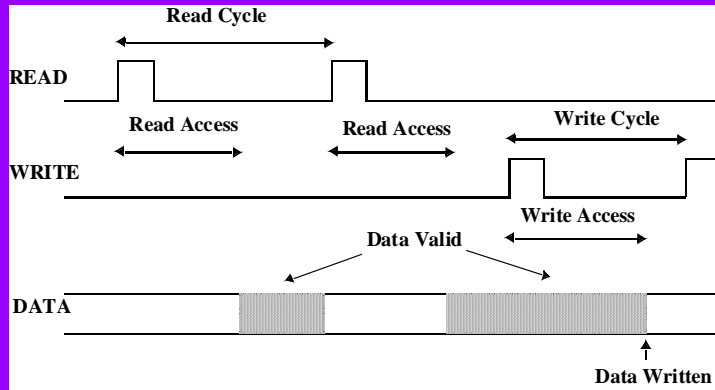 Read Cycle
READ
Read Access
Read Access
Write Cycle
WRITE
Write Access
Data Valid
DATA
Data Written